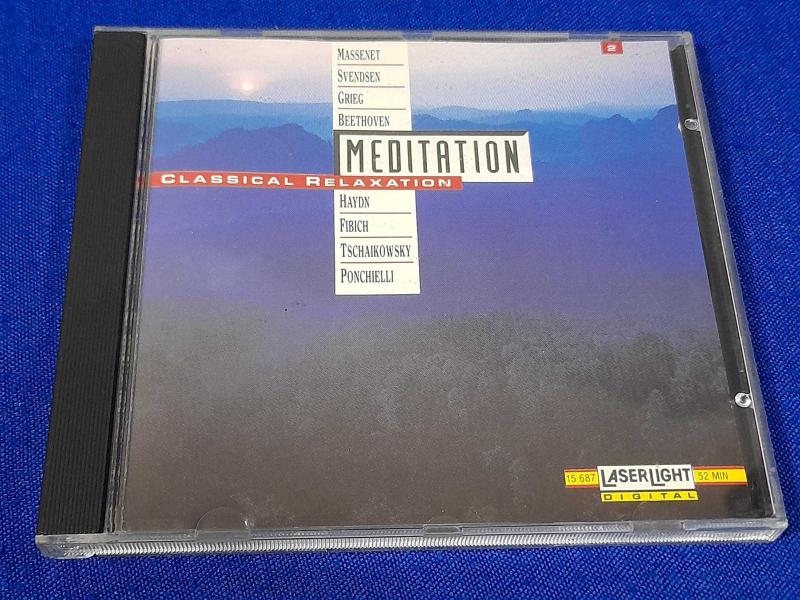 2
MASSENET
SVENDSEN
GRIEG
BEETHOVEN
MEDITATION
CLASSICAL RELAXATION
HAYDN
FIBICH
TSCHAIKOWSKY
PONCHIELLI
15 687 LASERLIGHT 52 MIN
DIGITAL